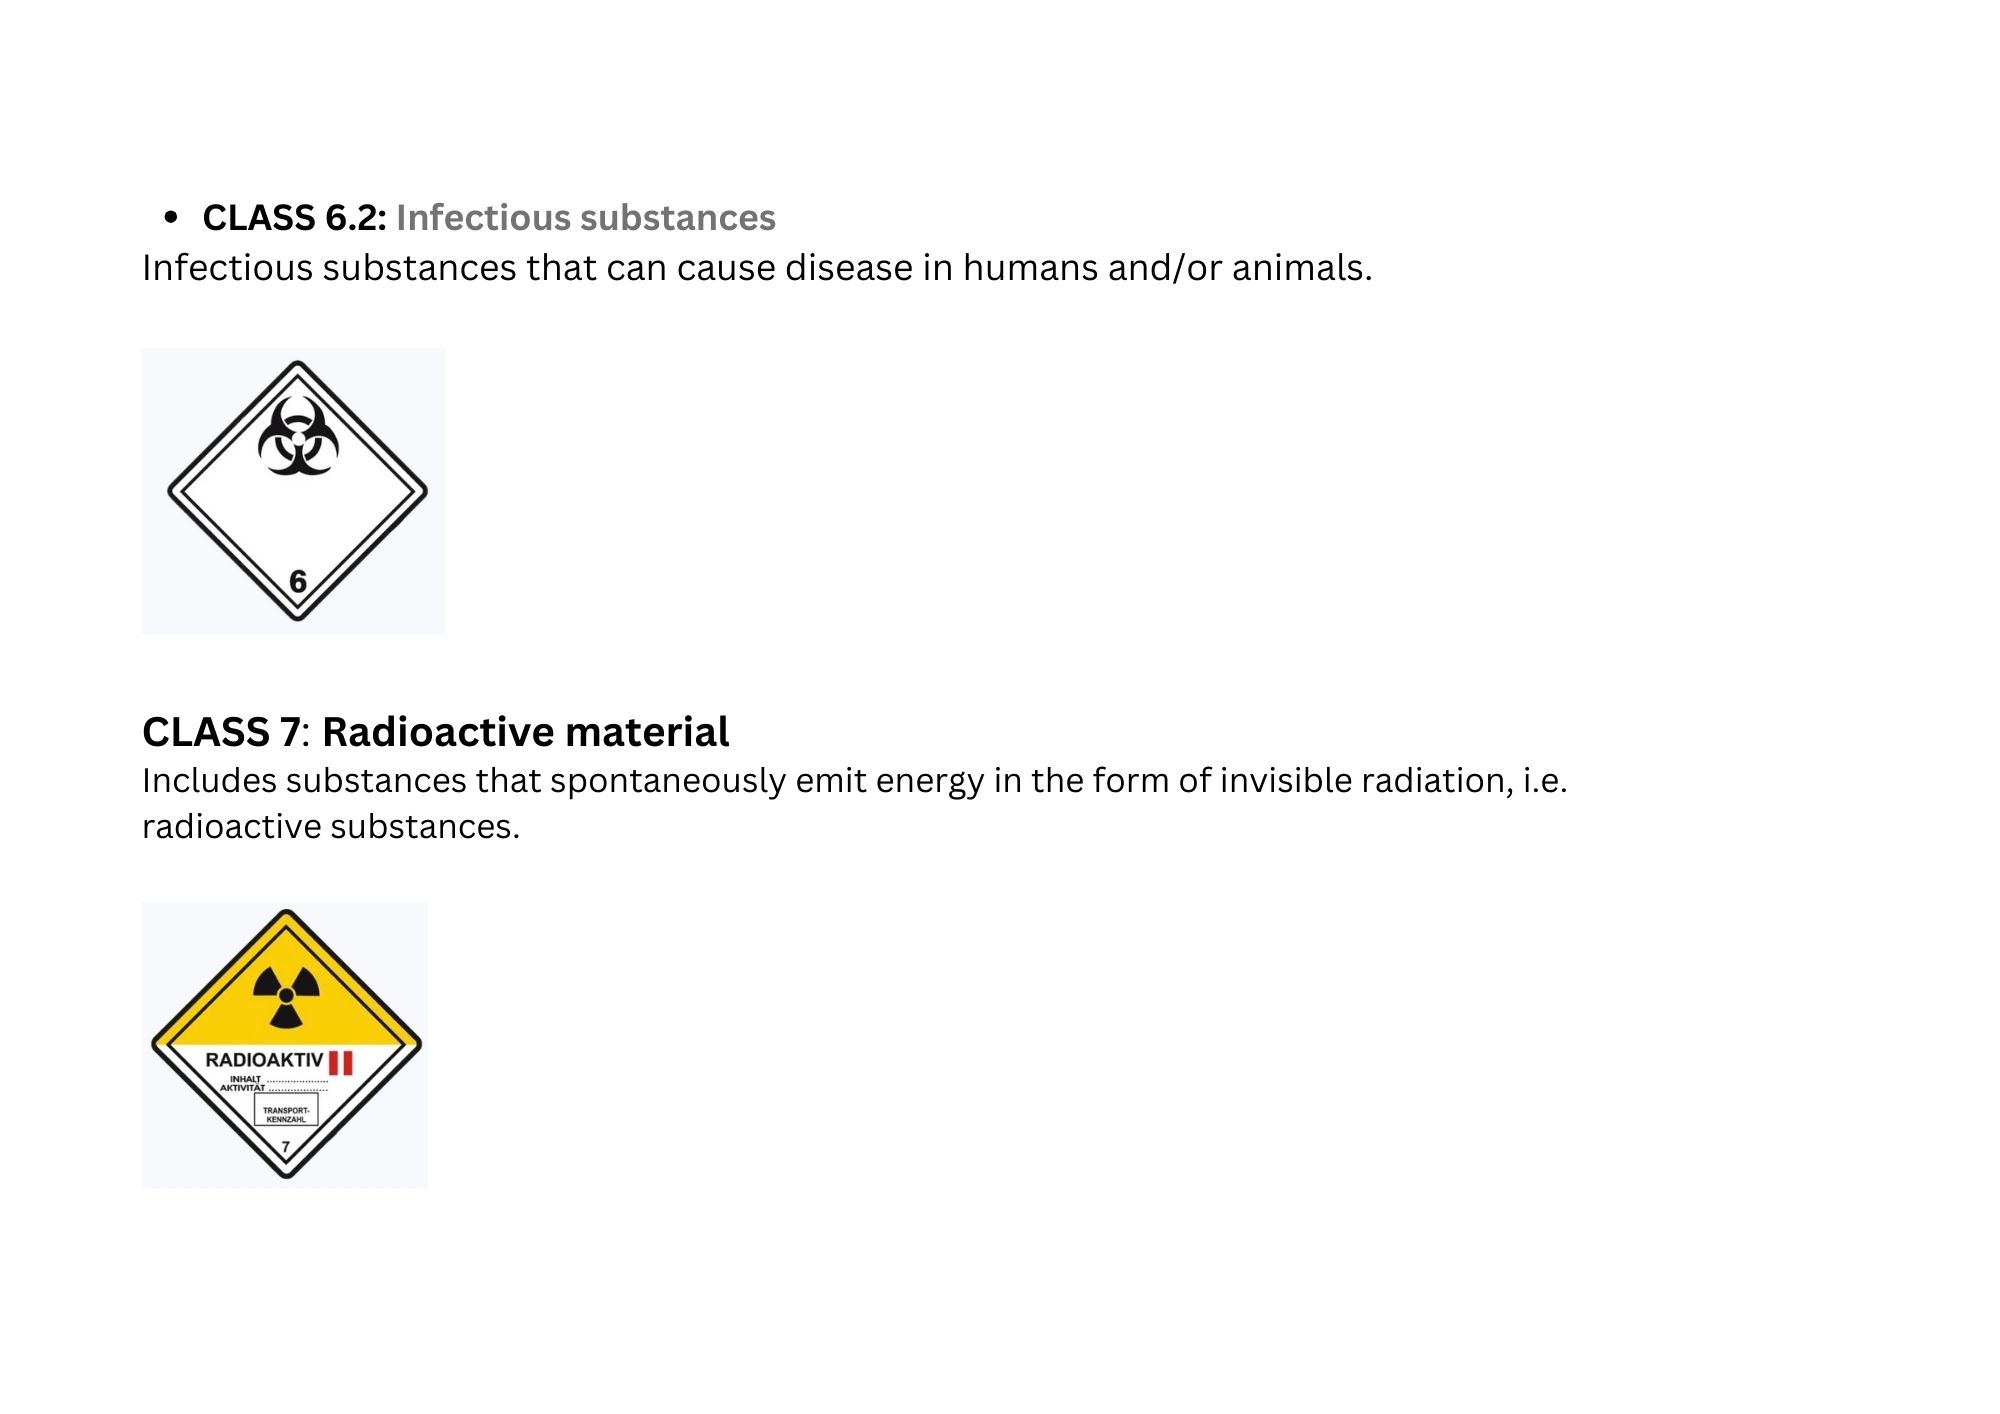 • CLASS 6.2: Infectious substances
Infectious substances that can cause disease in humans and/or animals.
6
CLASS 7: Radioactive material
Includes substances that spontaneously emit energy in the form of invisible radiation, i.e.
radioactive substances.
RADIOAKTIV II
INHALT ......................
AKTIVITÄT ......................
TRANSPORT-
KENNZAHL
7